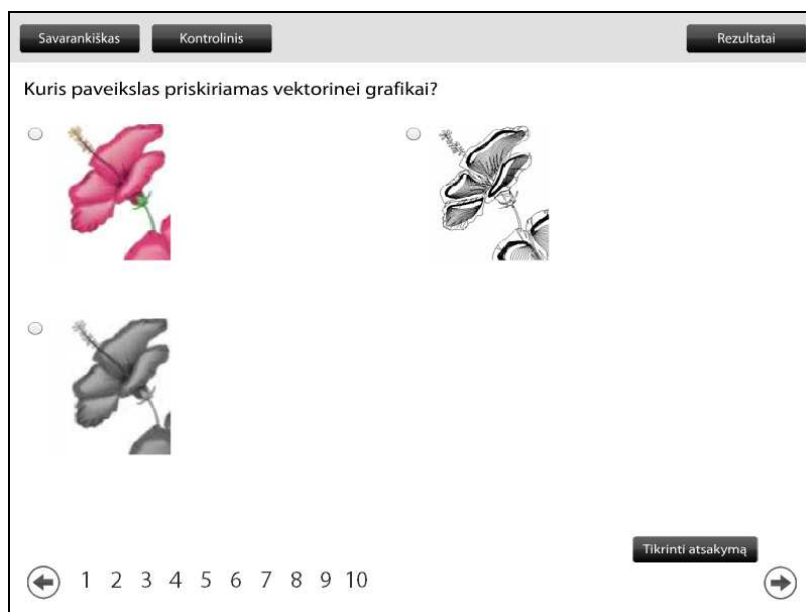 Savarankiškas Kontrolinis Rezultatai
Kuris paveikslas priskiriamas vektorinei grafikai?
Tikrinti atsakymą
1 2 3 4 5 6 7 8 9 10